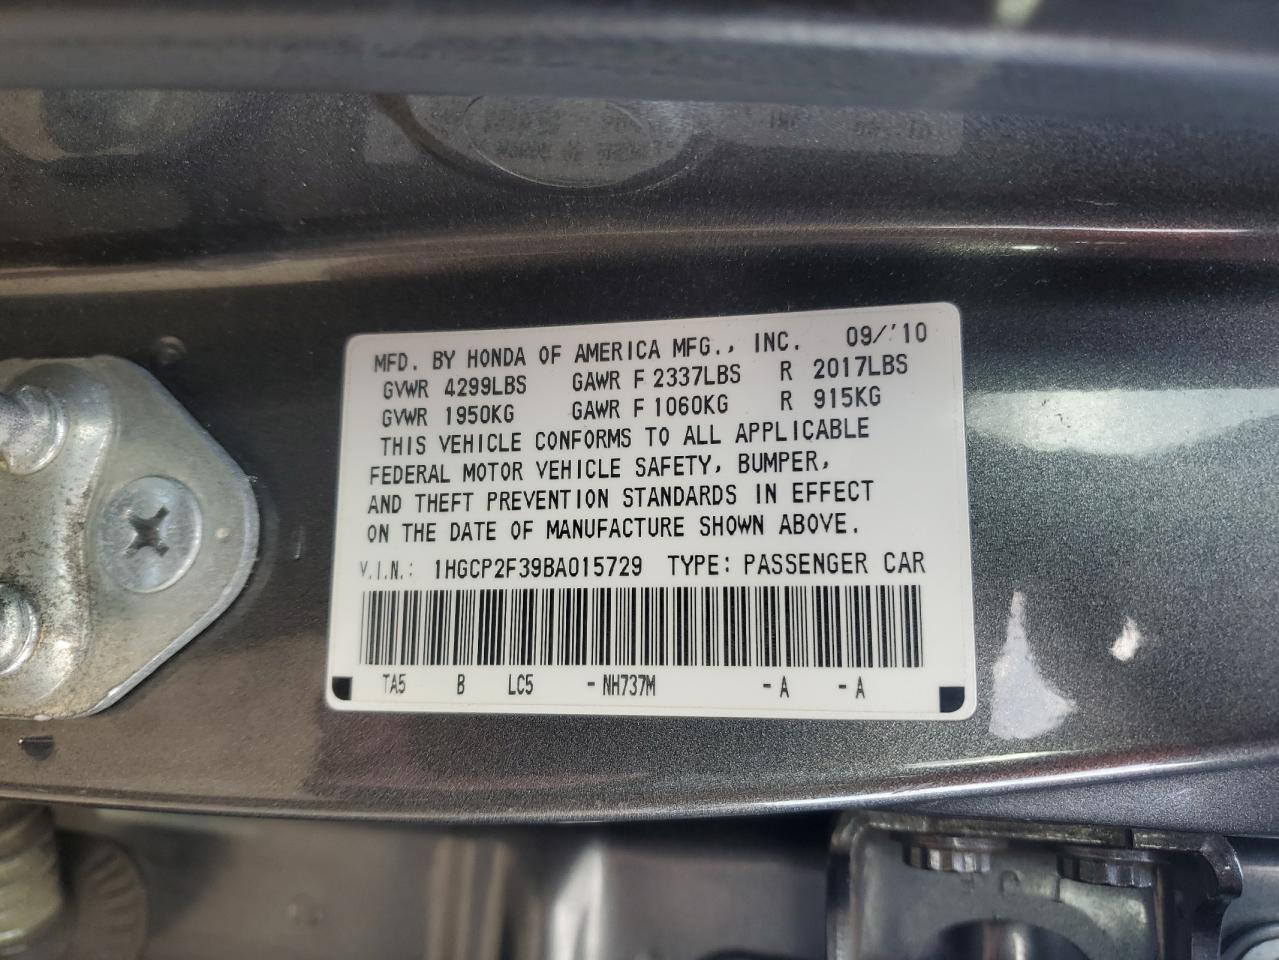 MFD. BY HONDA OF AMERICA MFG., INC. 09/'10
GVWR 4299LBS GAWR F 2337LBS R 2017LBS
GVWR 1950KG GAWR F 1060KG R 915KG
THIS VEHICLE CONFORMS TO ALL APPLICABLE
FEDERAL MOTOR VEHICLE SAFETY, BUMPER,
AND THEFT PREVENTION STANDARDS IN EFFECT
ON THE DATE OF MANUFACTURE SHOWN ABOVE.
V.I.N.: 1HGCP2F39BA015729 TYPE: PASSENGER CAR
TA5 B LC5 -NH737M -A -A